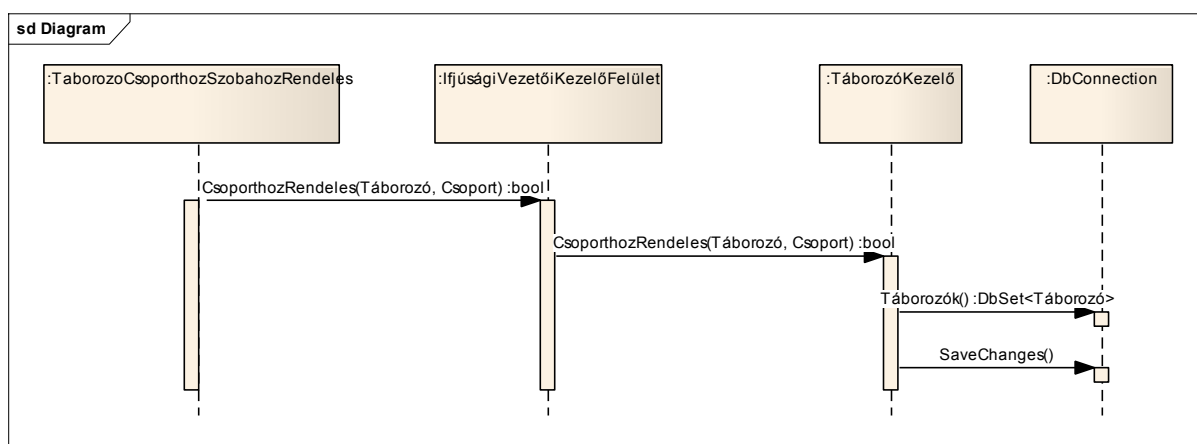 sd Diagram
:TaborozoCsoporthozSzobahozRendeles
:IfjúságiVezetőiKezelőFelület
:TáborozóKezelő
:DbConnection
CsoporthozRendeles(Táborozó, Csoport) :bool
CsoporthozRendeles(Táborozó, Csoport) :bool
Táborozók() :DbSet<Táborozó>
SaveChanges()